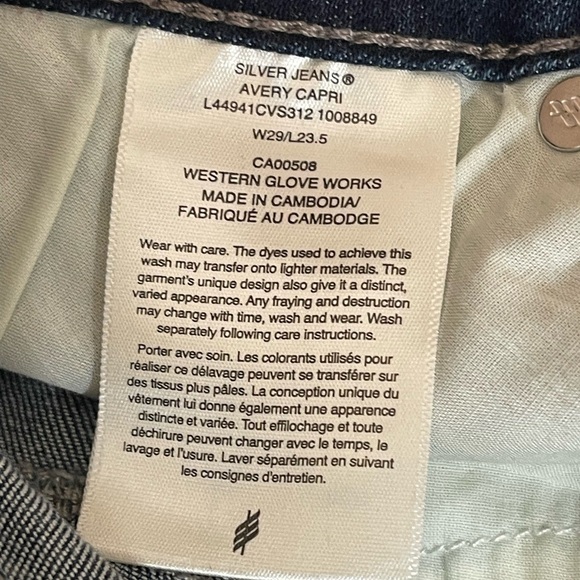 SILVER JEANS®
AVERY CAPRI
L44941CVS312 1008849
W29/L23.5
CA00508
WESTERN GLOVE WORKS
MADE IN CAMBODIA/
FABRIQUÉ AU CAMBODGE
Wear with care. The dyes used to achieve this
wash may transfer onto lighter materials. The
garment's unique design also give it a distinct,
varied appearance. Any fraying and destruction
may change with time, wash and wear. Wash
separately following care instructions.
Porter avec soin. Les colorants utilisés pour
réaliser ce délavage peuvent se transférer sur
des tissus plus pâles. La conception unique du
vêtement lui donne également une apparence
distincte et variée. Tout effilochage et toute
déchirure peuvent changer avec le temps, le
lavage et l'usure. Laver séparément en suivant
les consignes d'entretien.